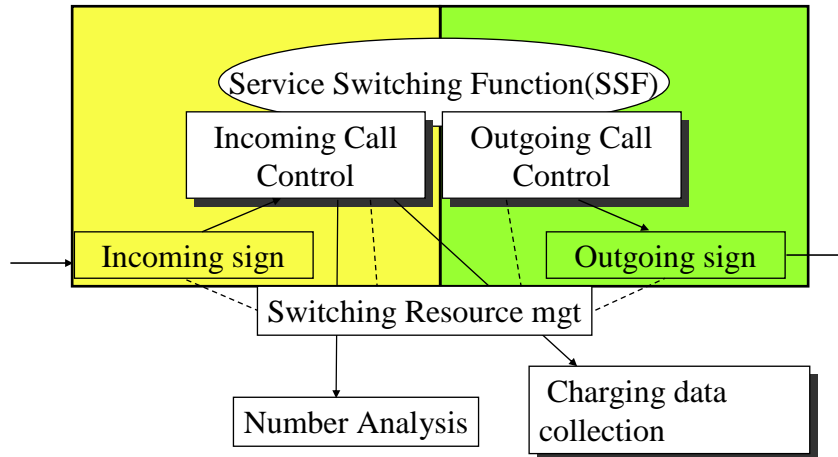 Service Switching Function(SSF)
Incoming Call
Control
Outgoing Call
Control
Incoming sign
Outgoing sign
Switching Resource mgt
Number Analysis
Charging data
collection